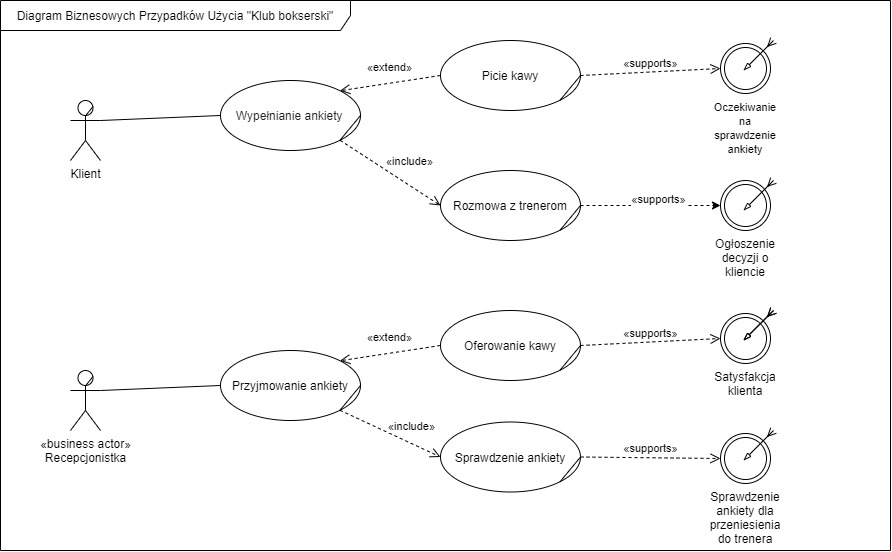 Diagram Biznesowych Przypadków Użycia "Klub bokserski"
«extend»
Picie kawy
«supports»
Wypełnianie ankiety
Oczekiwanie
na
sprawdzenie
ankiety
Klient
«include»
Rozmowa z trenerom
«supports»
Ogłoszenie
decyzji o
kliencie
«extend»
Oferowanie kawy
«supports»
Przyjmowanie ankiety
Satysfakcja
klienta
«business actor»
Recepcjonistka
«include»
Sprawdzenie ankiety
«supports»
Sprawdzenie
ankiety dla
przeniesienia
do trenera